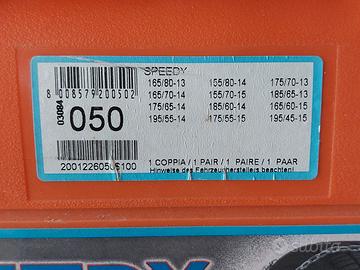 SPEEDY
165/80-13 155/80-14 175/70-13
165/70-14 155/70-15 185/65-13
175/65-14 185/60-14 165/60-15
195/55-14 175/55-15 195/45-15
8 008579 200502
03084
050
2001226050S100
1 COPPIA / 1 PAIR / 1 PAIRE / 1 PAAR
Hinweise des Fahrzeugherstellers beachten!
SPEEDY
subito